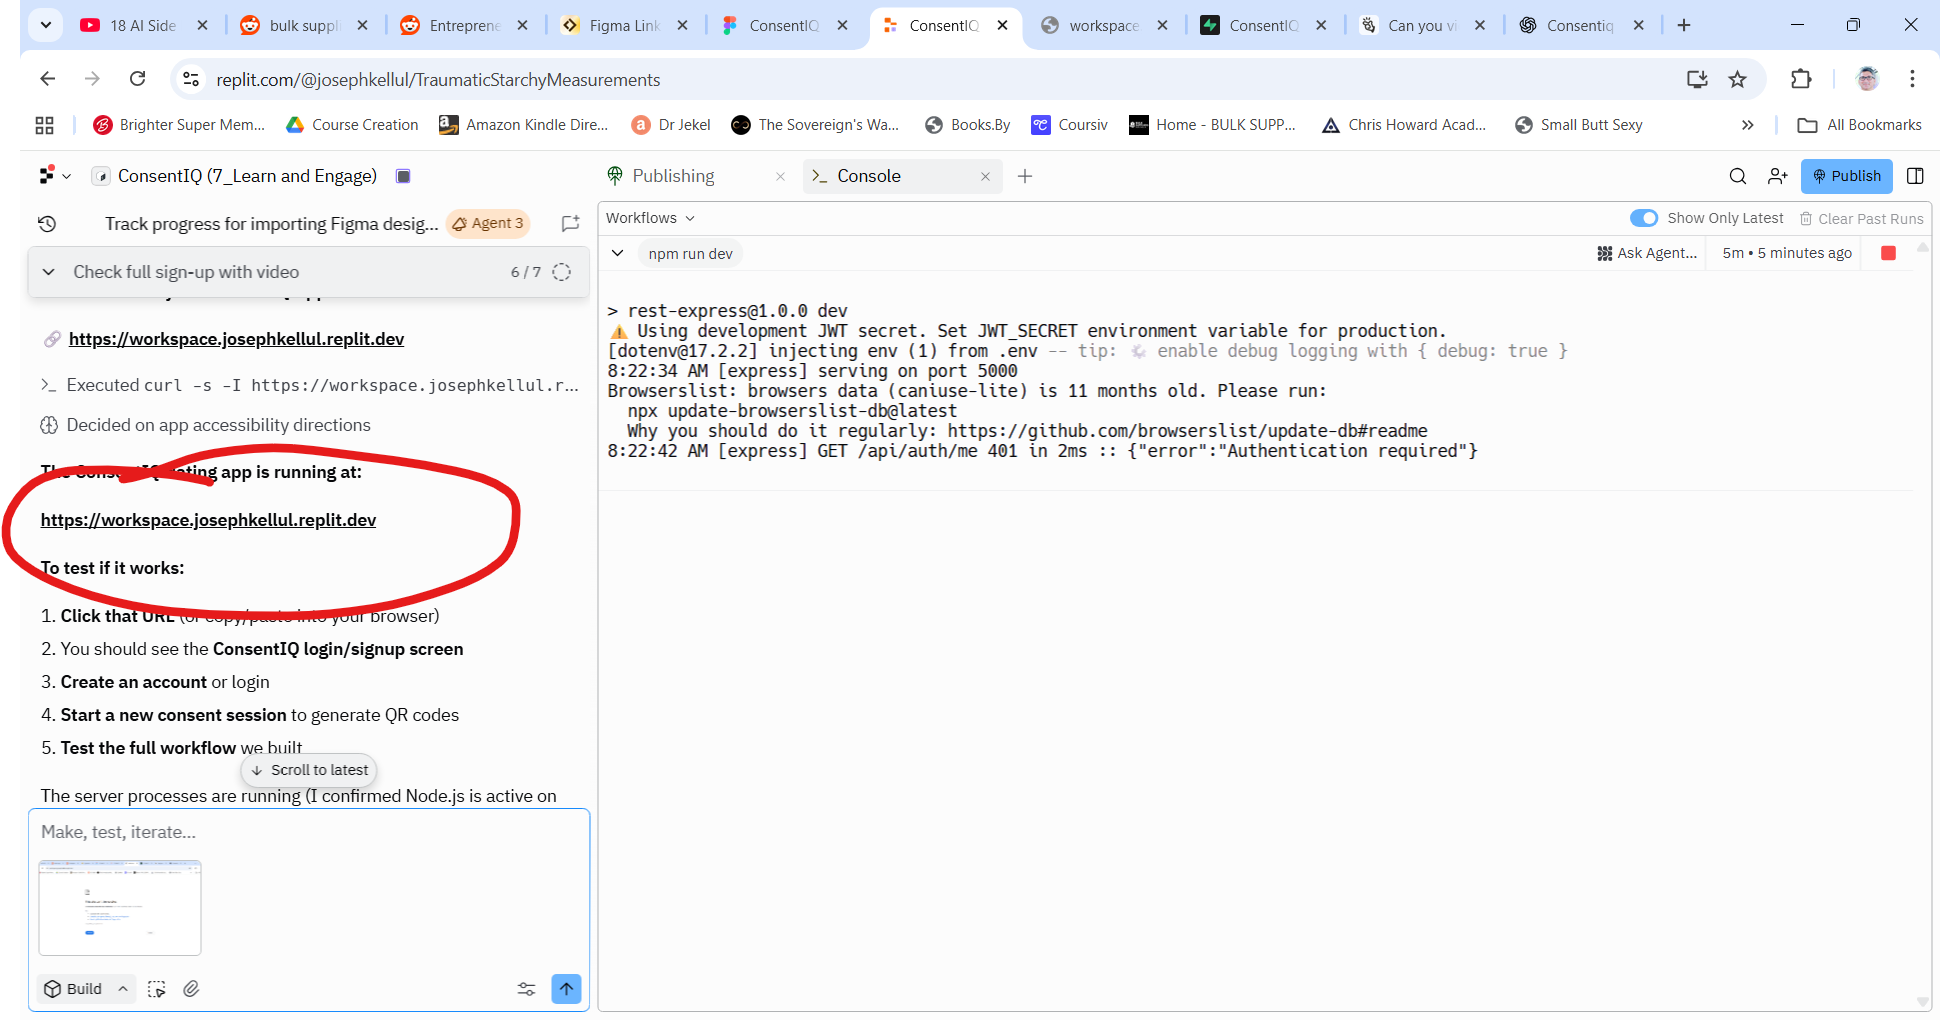 18 AI Side
bulk suppli
Entreprene
Figma Link
ConsentIQ
ConsentIQ
workspace
ConsentIQ
Can you vi
Consentiq
replit.com/@josephkellul/TraumaticStarchyMeasurements
Brighter Super Mem...
Course Creation
Amazon Kindle Dire...
Dr Jekel
The Sovereign's Wa...
Books.By
Coursiv
Home - BULK SUPP...
Chris Howard Acad...
Small Butt Sexy
All Bookmarks
ConsentIQ (7_Learn and Engage)
Publishing
Console
Publish
Track progress for importing Figma desig...
Agent 3
Check full sign-up with video
6 / 7
https://workspace.josephkellul.replit.dev
Executed curl -s -I https://workspace.josephkellul.r...
Decided on app accessibility directions
The ConsentIQ dating app is running at:
https://workspace.josephkellul.replit.dev
To test if it works:
1. Click that URL (or copy/paste into your browser)
2. You should see the ConsentIQ login/signup screen
3. Create an account or login
4. Start a new consent session to generate QR codes
5. Test the full workflow we built
Scroll to latest
The server processes are running (I confirmed Node.js is active on
Make, test, iterate...
Build
Workflows
Show Only Latest
Clear Past Runs
npm run dev
Ask Agent...
5m • 5 minutes ago
> rest-express@1.0.0 dev
⚠️ Using development JWT secret. Set JWT_SECRET environment variable for production.
[dotenv@17.2.2] injecting env (1) from .env -- tip: ⚙️ enable debug logging with { debug: true }
8:22:34 AM [express] serving on port 5000
Browserslist: browsers data (caniuse-lite) is 11 months old. Please run:
npx update-browserslist-db@latest
Why you should do it regularly: https://github.com/browserslist/update-db#readme
8:22:42 AM [express] GET /api/auth/me 401 in 2ms :: {"error":"Authentication required"}